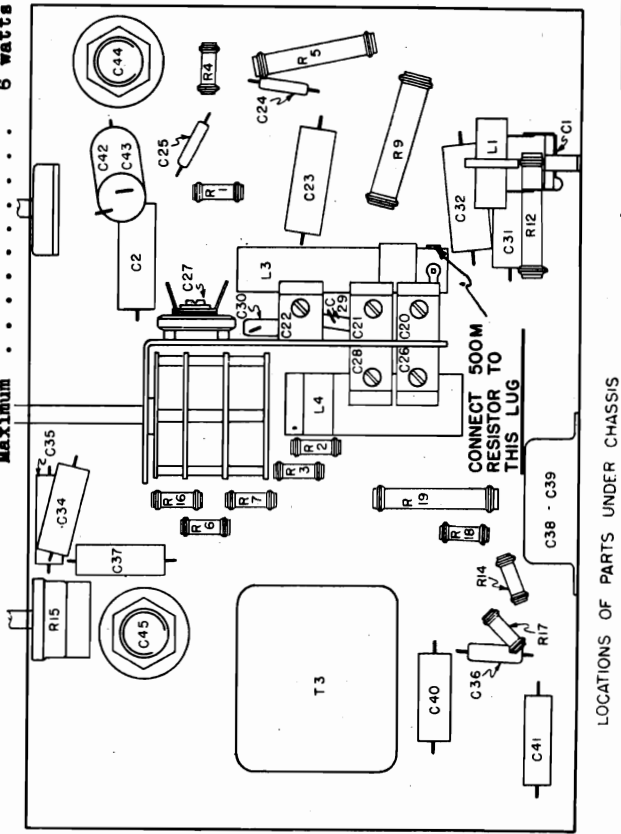 Maximum . . . . . . . . 6 watts
C44
R4
R5
C24
C42
C43
C25
R1
C23
R9
C2
C27
L3
C30
C22
C29
C21
C20
C28
C26
C32
L1
C1
C31
R12
L4
CONNECT 500M
RESISTOR TO
THIS LUG
R2
R3
R16
R7
R6
R19
R18
C38 - C39
C35
C34
C37
R15
C45
T3
R14
R17
C36
C40
C41
LOCATIONS OF PARTS UNDER CHASSIS